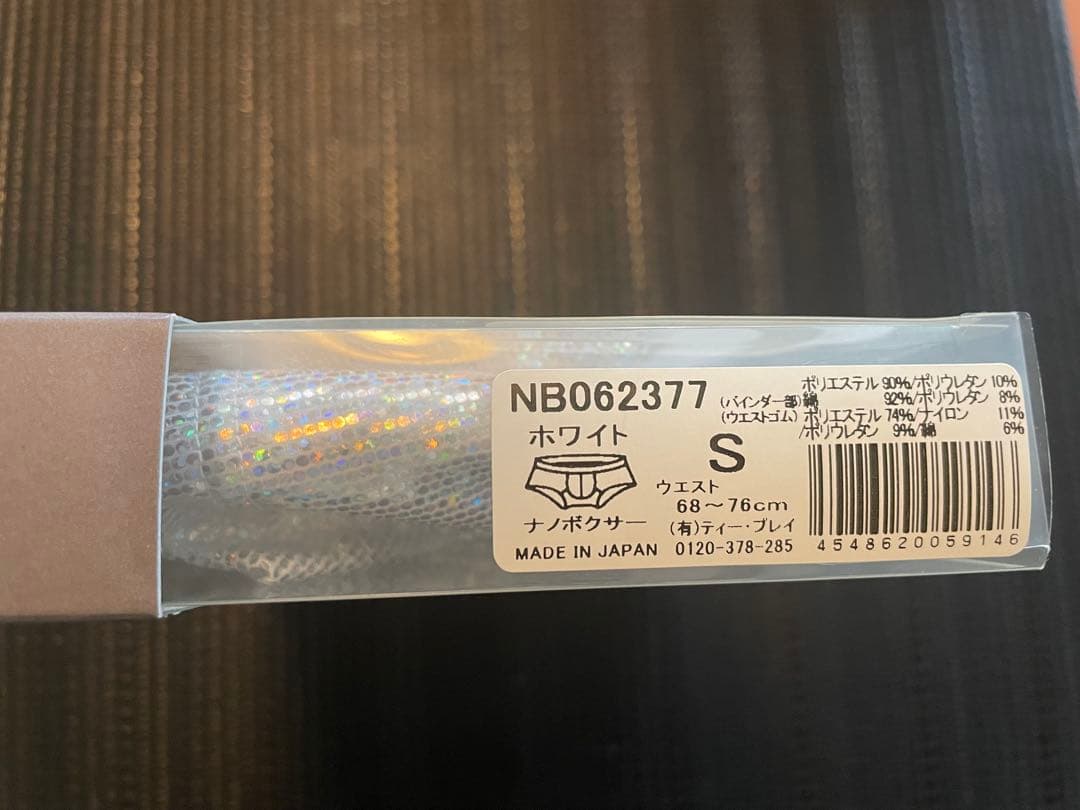 NB062377
ポリエステル 90%/ポリウレタン 10%
(バインダー部)綿 92%/ポリウレタン 8%
(ウエストゴム)ポリエステル 74%/ナイロン 11%
/ポリウレタン 9%/綿 6%
ホワイト
S
ウエスト
68〜76cm
ナノボクサー
(有)ティー・プレイ
MADE IN JAPAN 0120-378-285
4548620059146